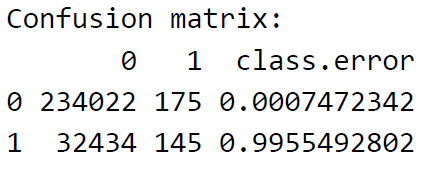 Confusion matrix:
0 1 class.error
0 234022 175 0.0007472342
1 32434 145 0.9955492802